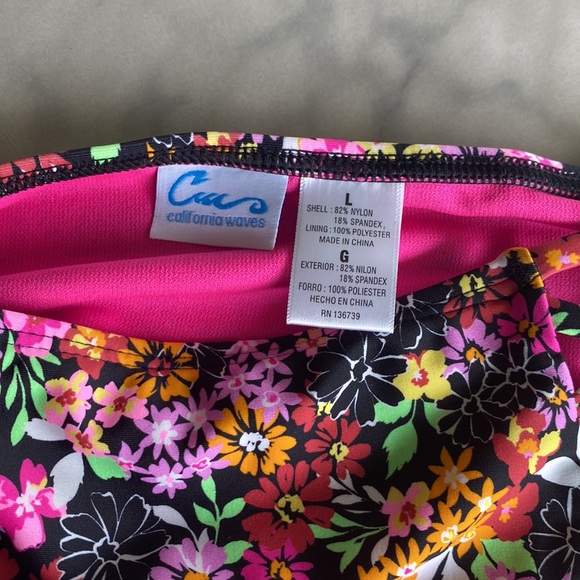 california waves
L
SHELL : 82% NYLON
18% SPANDEX,
LINING : 100% POLYESTER
MADE IN CHINA
G
EXTERIOR : 82% NILON
18% SPANDEX
FORRO : 100% POLIESTER
HECHO EN CHINA
RN 136739